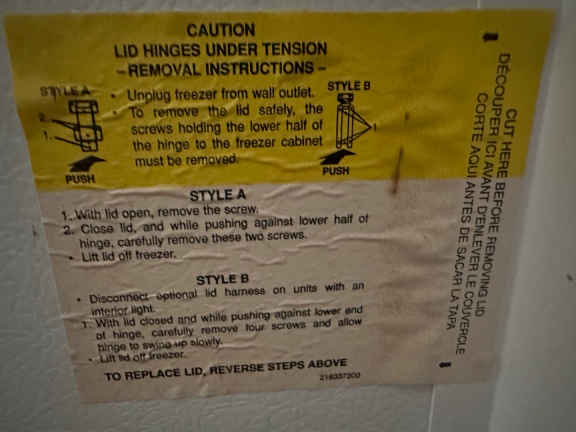 CAUTION
LID HINGES UNDER TENSION
–REMOVAL INSTRUCTIONS –
STYLE A
2.
1.
PUSH
• Unplug freezer from wall outlet.
• To remove the lid safely, the
screws holding the lower half of
the hinge to the freezer cabinet
must be removed.
STYLE B
1
PUSH
STYLE A
1. With lid open, remove the screw.
2. Close lid, and while pushing against lower half of
hinge, carefully remove these two screws.
• Lift lid off freezer.
STYLE B
• Disconnect optional lid harness on units with an
interior light.
1. With lid closed and while pushing against lower end
of hinge, carefully remove four screws and allow
hinge to swing up slowly.
• Lift lid off freezer.
TO REPLACE LID, REVERSE STEPS ABOVE
216037200
CUT HERE BEFORE REMOVING LID
DÉCOUPER ICI AVANT D'ENLEVER LE COUVERCLE
CORTE AQUI ANTES DE SACAR LA TAPA